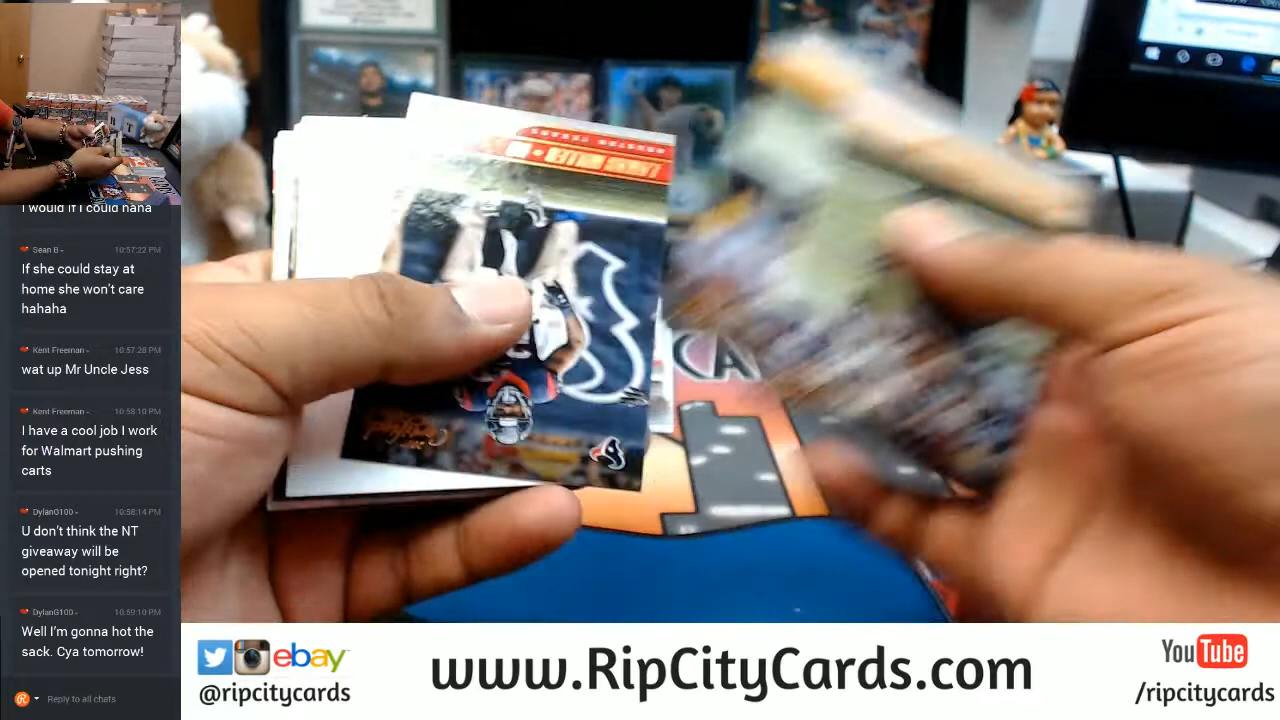 I would if I could haha
Sean B -
10:57:22 PM
If she could stay at
home she won't care
hahaha
Kent Freeman -
10:57:28 PM
wat up Mr Uncle Jess
Kent Freeman -
10:58:10 PM
I have a cool job I work
for Walmart pushing
carts
DylanG100 -
10:58:14 PM
U don't think the NT
giveaway will be
opened tonight right?
DylanG100 -
10:59:10 PM
Well I'm gonna hot the
sack. Cya tomorrow!
Reply to all chats
HOUSTON TEXANS
CA
ebay
@ripcitycards
www.RipCityCards.com
YouTube
/ripcitycards